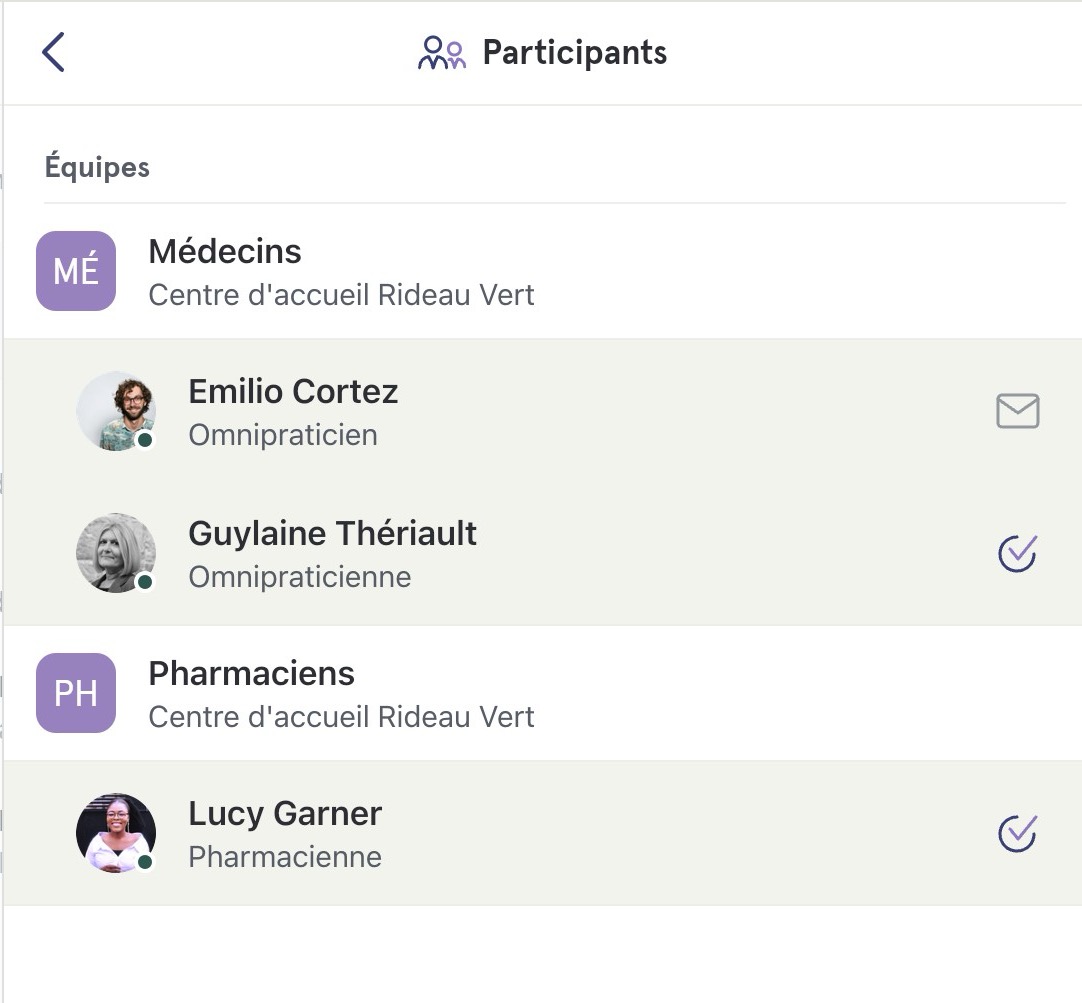 Participants
Équipes
MÉ
Médecins
Centre d'accueil Rideau Vert
Emilio Cortez
Omnipraticien
Guylaine Thériault
Omnipraticienne
PH
Pharmaciens
Centre d'accueil Rideau Vert
Lucy Garner
Pharmacienne